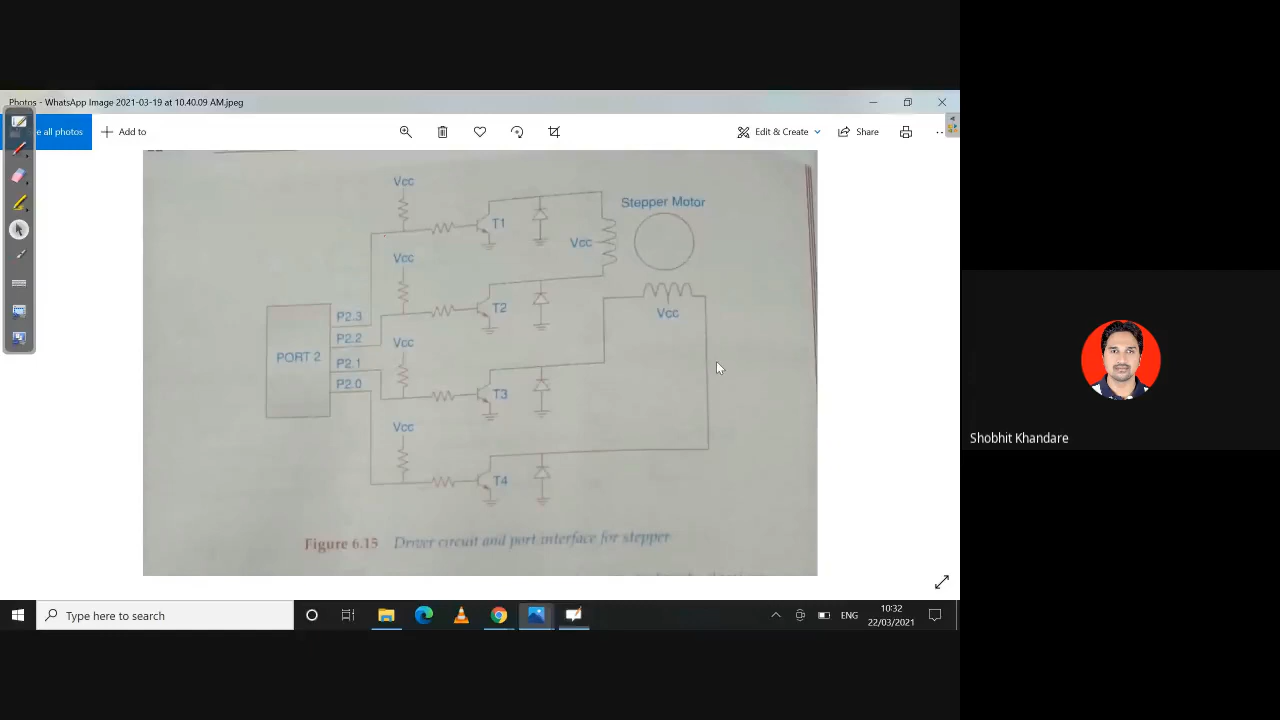 Photos - WhatsApp Image 2021-03-19 at 10.40.09 AM.jpeg
all photos
Add to
Edit & Create
Share
Vcc
T1
Stepper Motor
Vcc
Vcc
T2
Vcc
P2.3
P2.2
P2.1
P2.0
PORT 2
Vcc
T3
Vcc
T4
Figure 6.15 Driver circuit and port interface for stepper
Shobhit Khandare
Type here to search
ENG
10:32
22/03/2021